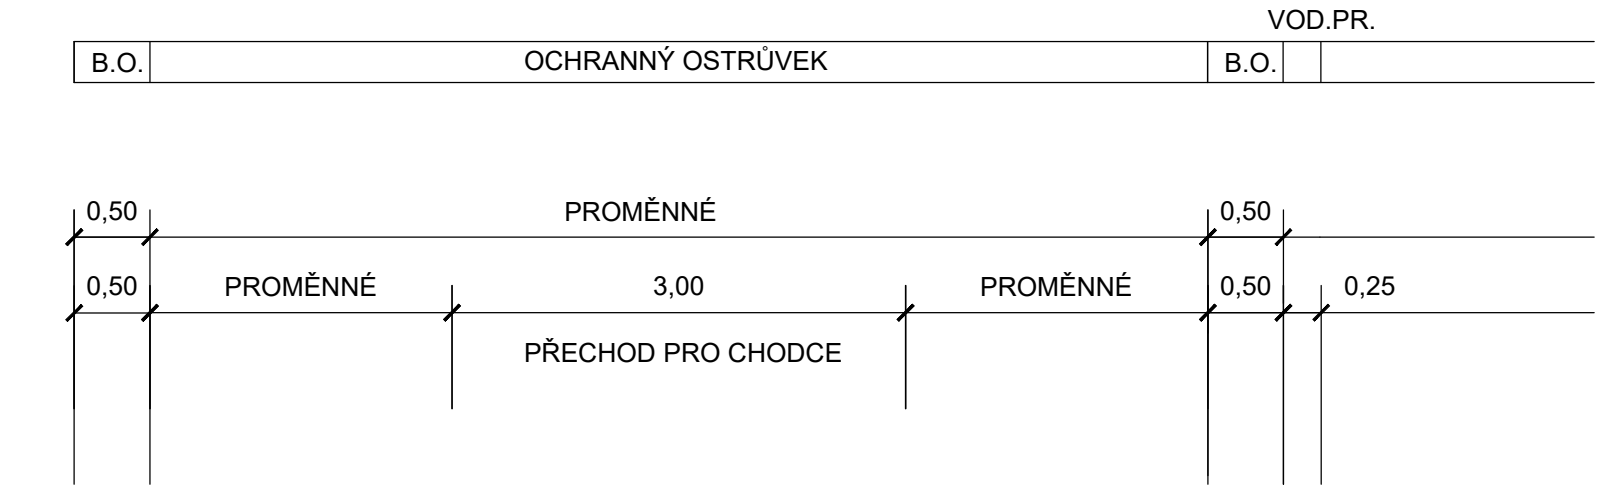 VOD.PR.
B.O. OCHRANNÝ OSTRŮVEK B.O.
0,50 PROMĚNNÉ 0,50
0,50 PROMĚNNÉ 3,00 PROMĚNNÉ 0,50 0,25
PŘECHOD PRO CHODCE